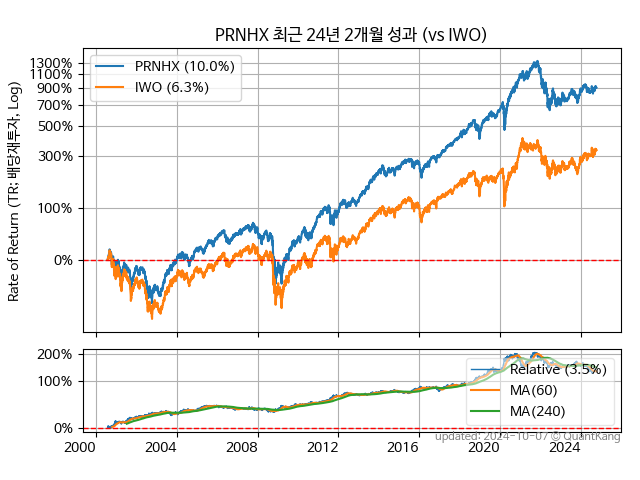 PRNHX 최근 24년 2개월 성과 (vs IWO)
Rate of Return (TR; 배당재투자, Log)
1300%
1100%
900%
700%
500%
300%
100%
0%
PRNHX (10.0%)
IWO (6.3%)
200%
100%
0%
Relative (3.5%)
MA(60)
MA(240)
2000
2004
2008
2012
2016
2020
2024
updated: 2024-10-07 © QuantKang